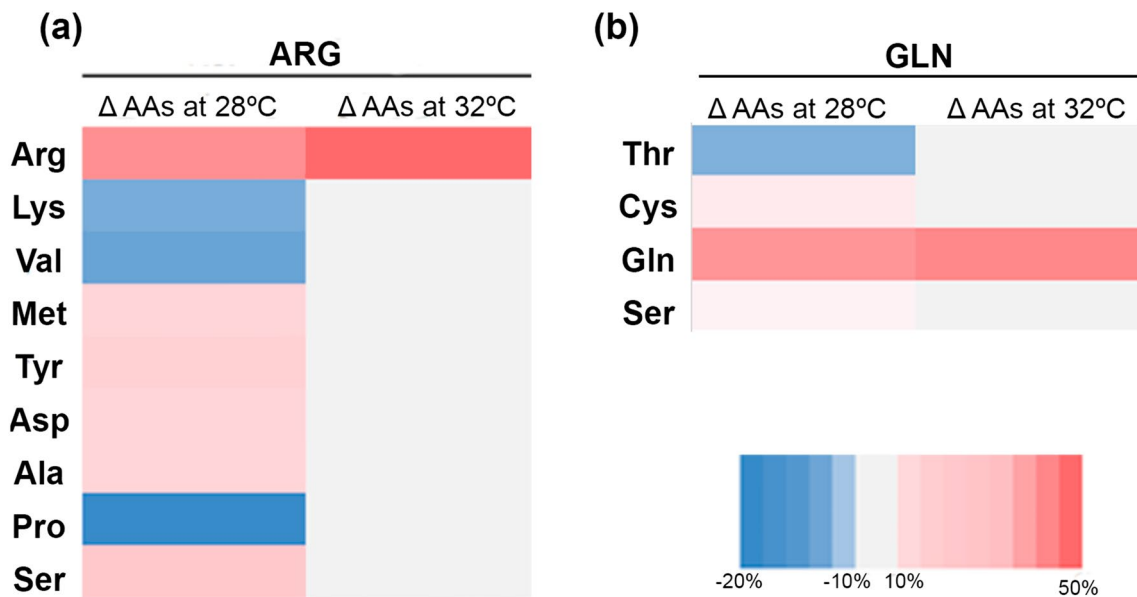 (a)
ARG
Δ AAs at 28ºC
Δ AAs at 32ºC
Arg
Lys
Val
Met
Tyr
Asp
Ala
Pro
Ser
(b)
GLN
Δ AAs at 28ºC
Δ AAs at 32ºC
Thr
Cys
Gln
Ser
-20%
-10%
10%
50%